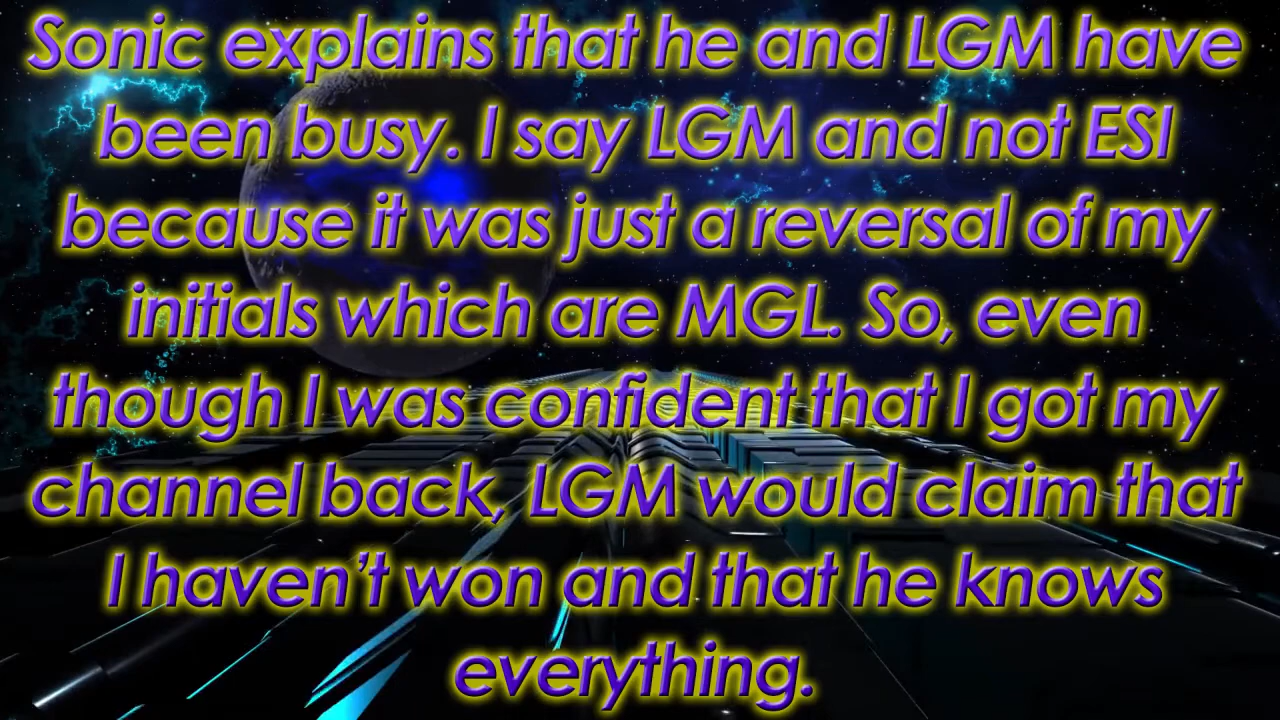 Sonic explains that he and LGM have
been busy. I say LGM and not ESI
because it was just a reversal of my
initials which are MGL. So, even
though I was confident that I got my
channel back, LGM would claim that
I haven't won and that he knows
everything.